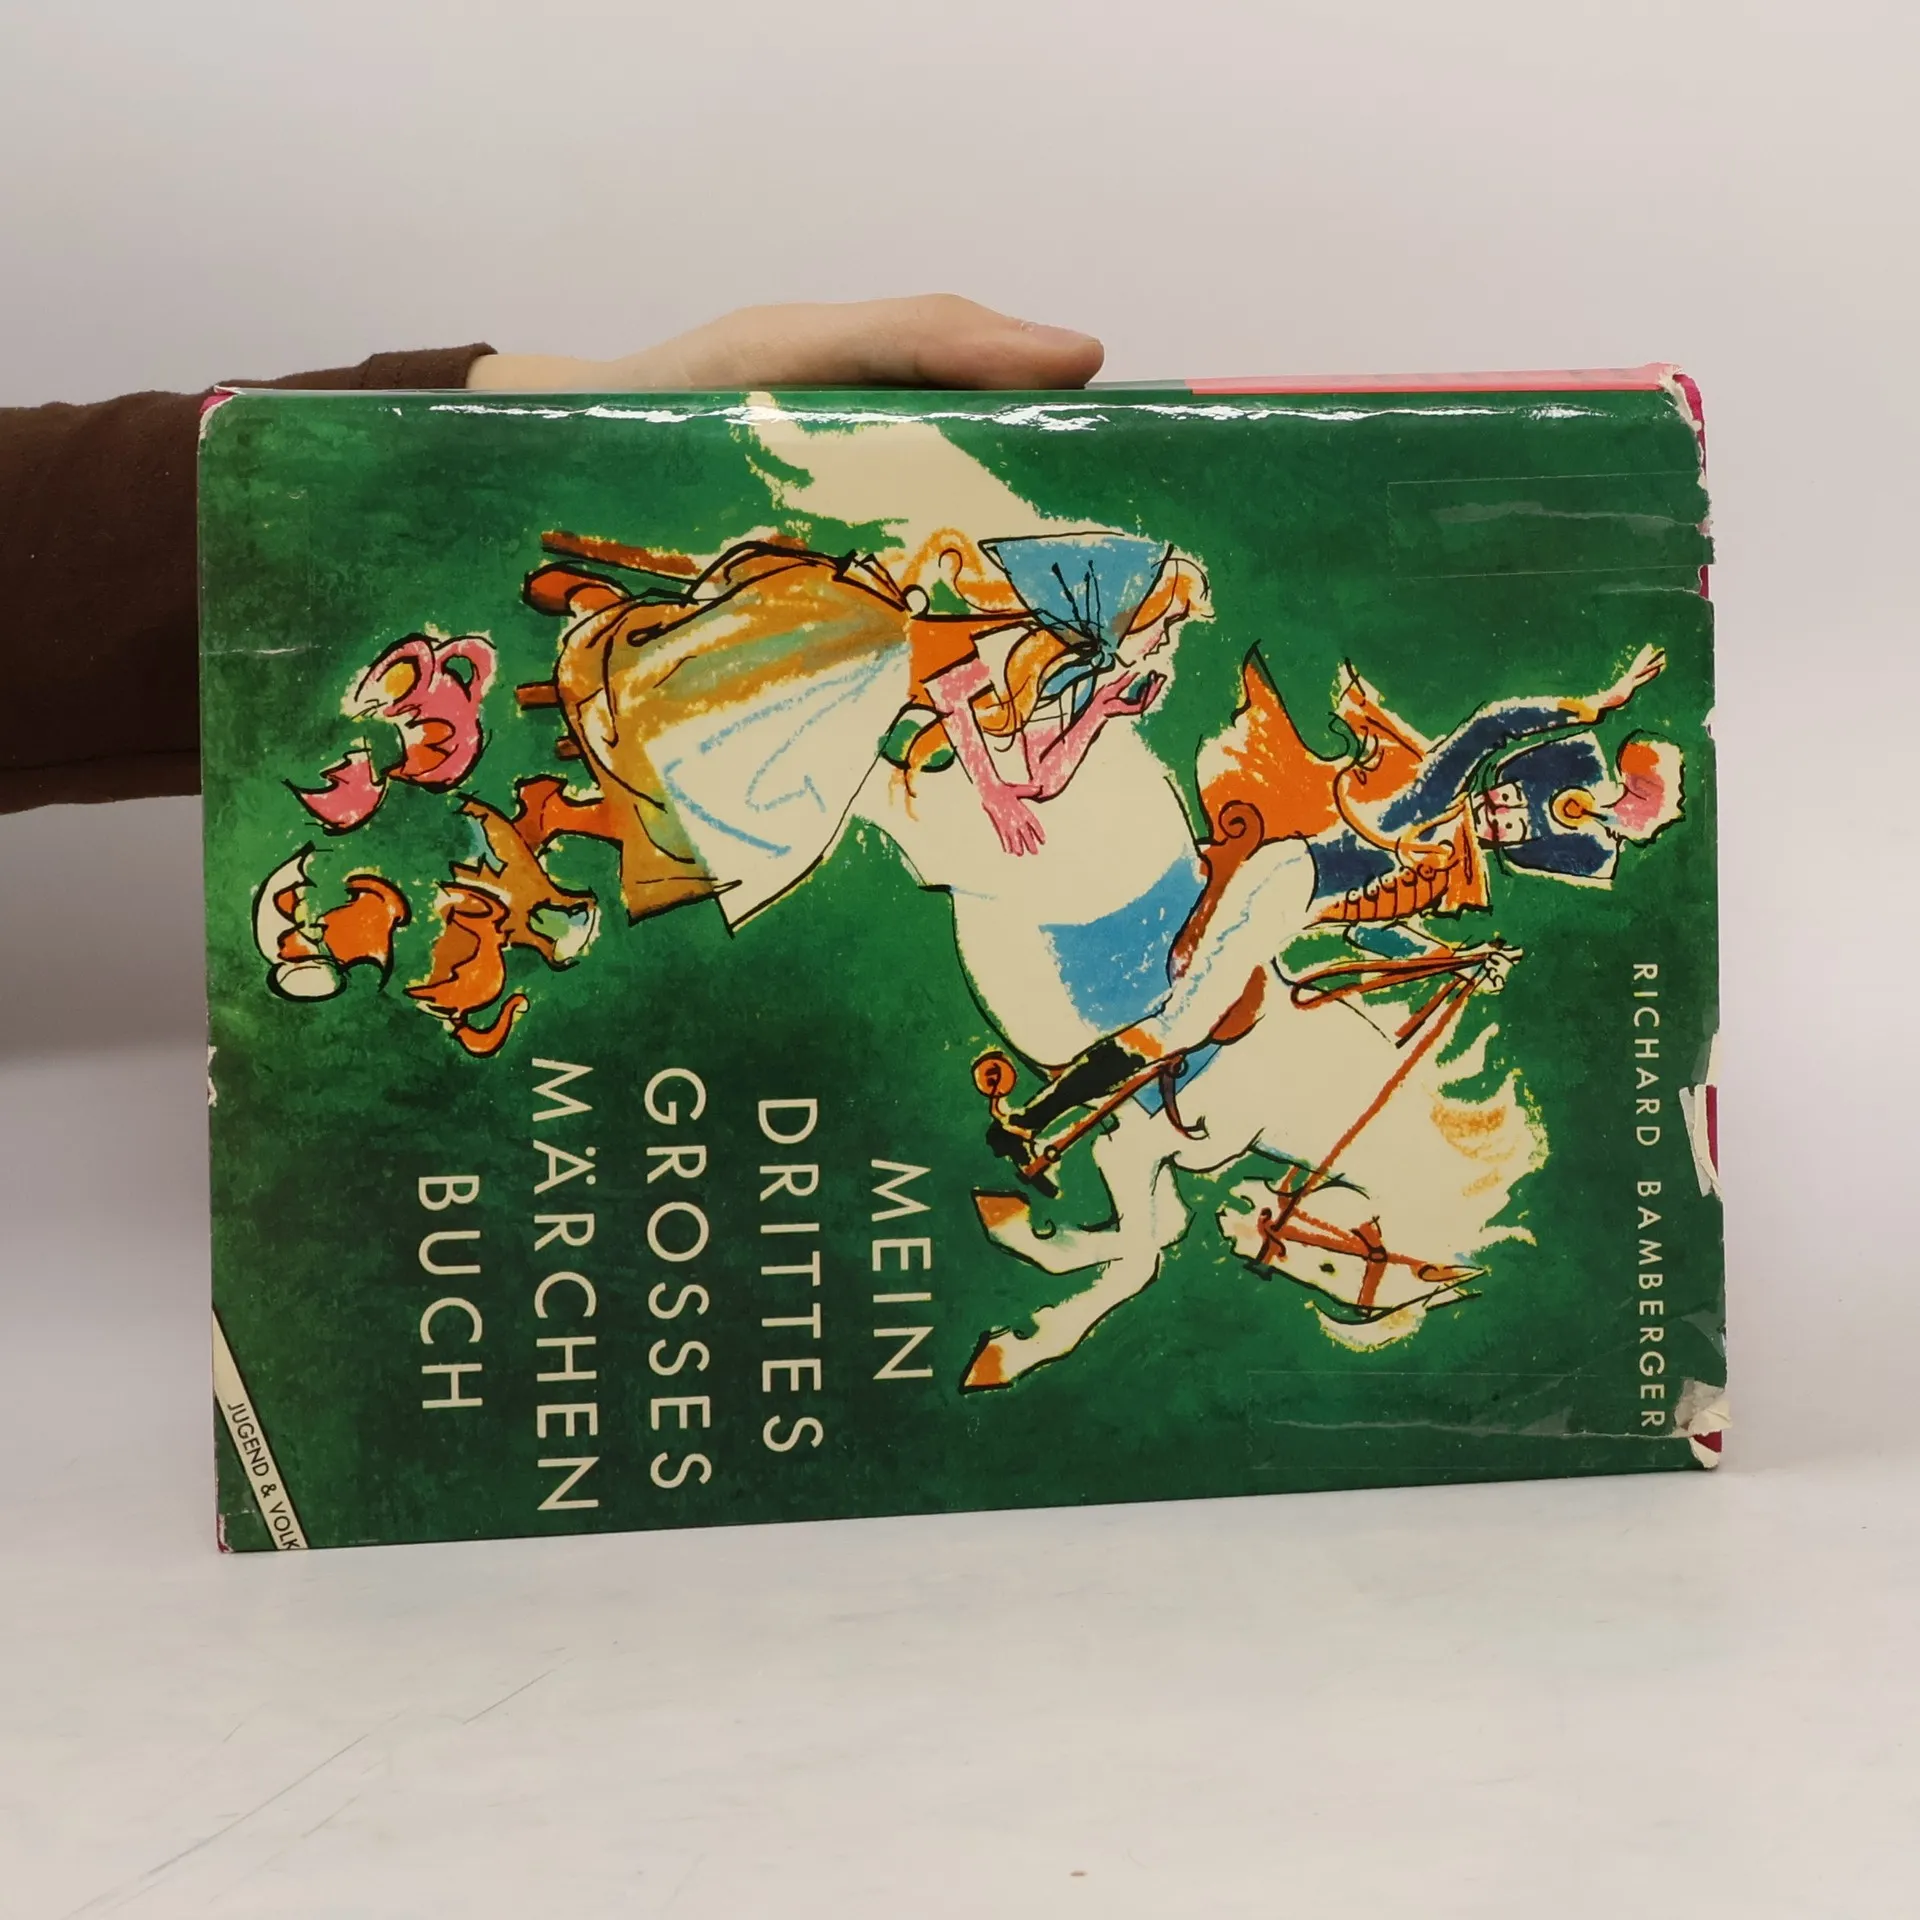 RICHARD BAMBERGER
MEIN
DRITTES
GROSSES
MÄRCHEN
BUCH
JUGEND & VOLK